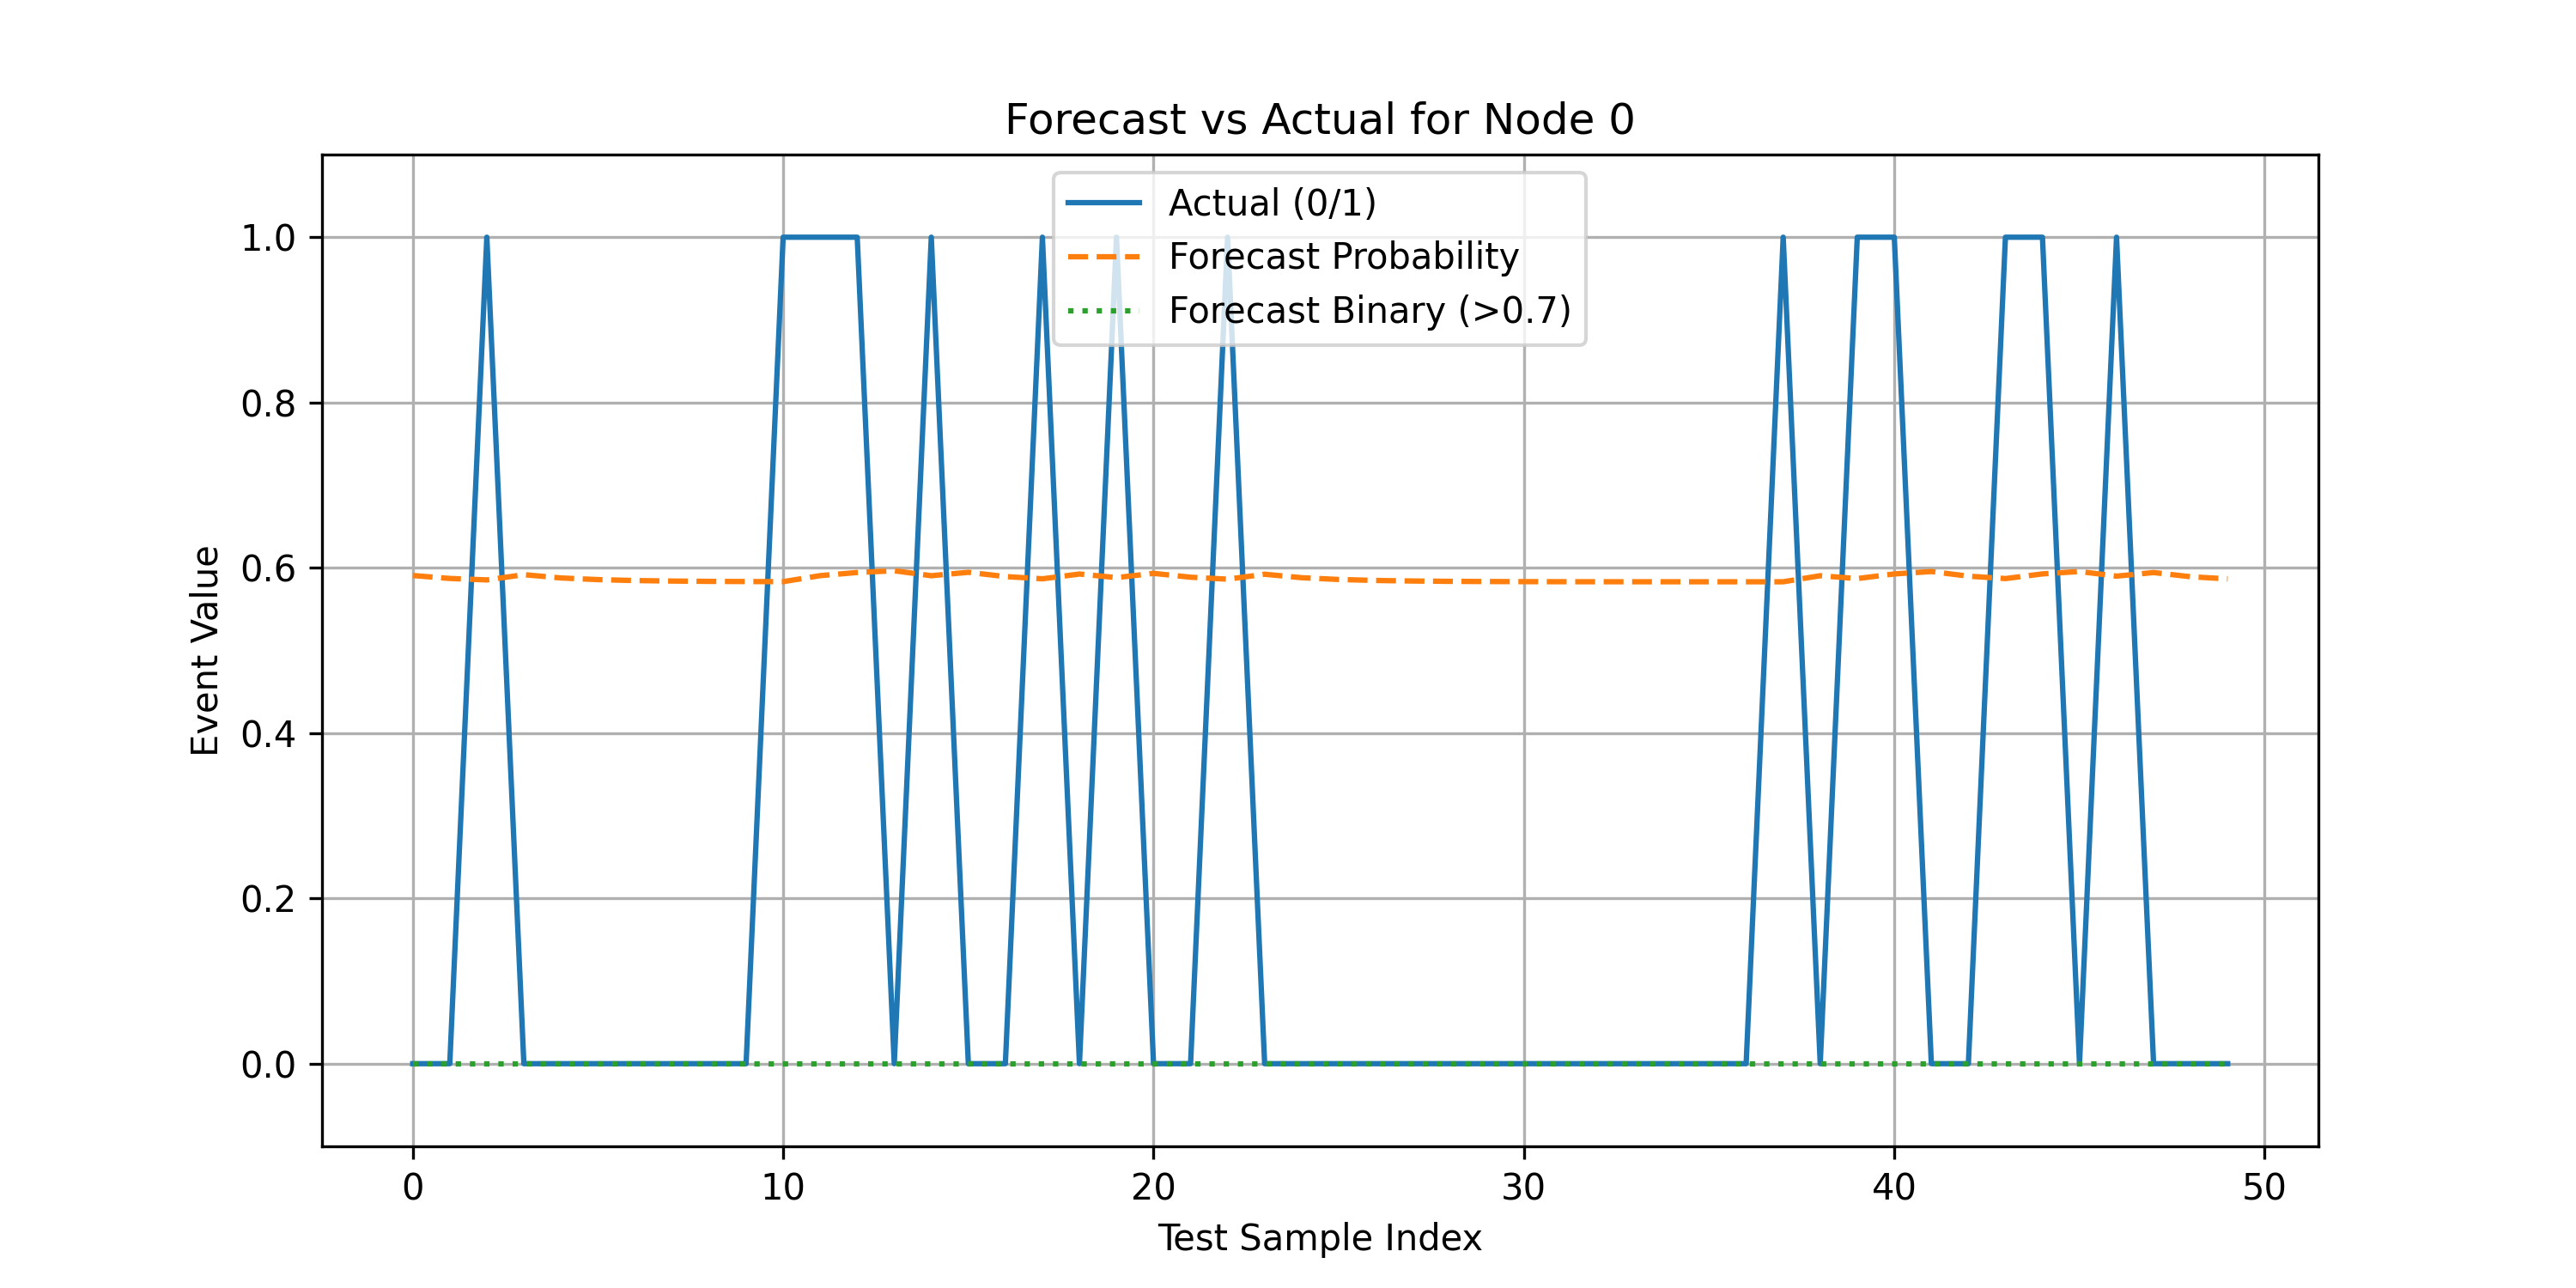 Forecast vs Actual for Node 0
Actual (0/1)
Forecast Probability
Forecast Binary (>0.7)
Event Value
1.0
0.8
0.6
0.4
0.2
0.0
0 10 20 30 40 50
Test Sample Index